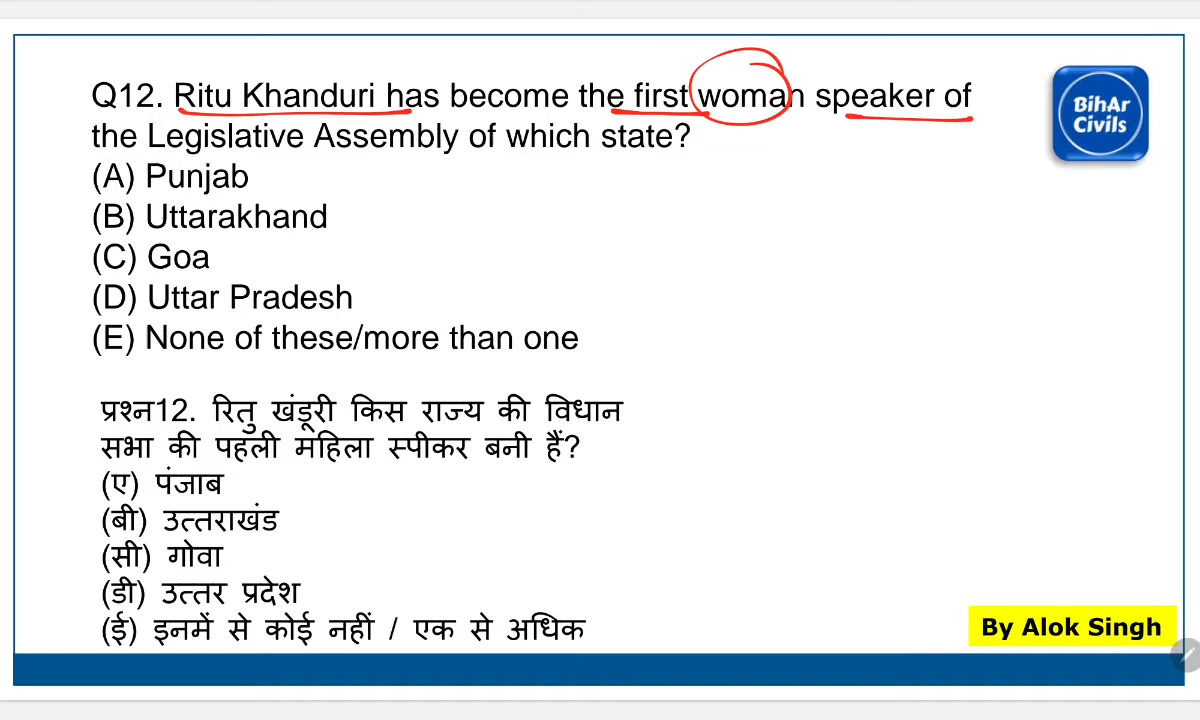 Q12. Ritu Khanduri has become the first woman speaker of
the Legislative Assembly of which state?
(A) Punjab
(B) Uttarakhand
(C) Goa
(D) Uttar Pradesh
(E) None of these/more than one
BihAr
Civils
प्रश्न12. रितु खंडूरी किस राज्य की विधान
सभा की पहली महिला स्पीकर बनी हैं?
(ए) पंजाब
(बी) उत्तराखंड
(सी) गोवा
(डी) उत्तर प्रदेश
(ई) इनमें से कोई नहीं / एक से अधिक
By Alok Singh